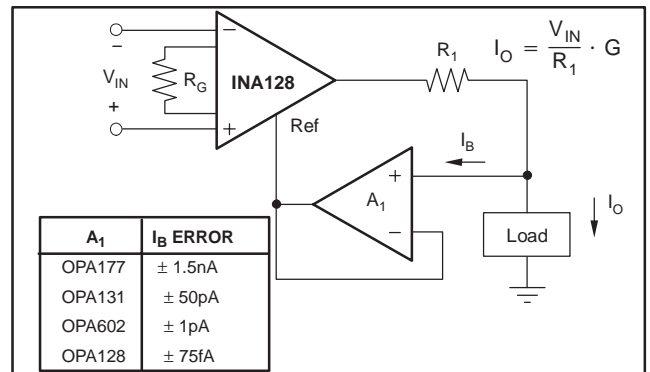 −
V_IN
+
R_G
−
INA128
+
Ref
R_1
I_O = V_IN / R_1 · G
I_B
A_1
+
−
Load
I_O
A_1 I_B ERROR
OPA177 ± 1.5nA
OPA131 ± 50pA
OPA602 ± 1pA
OPA128 ± 75fA